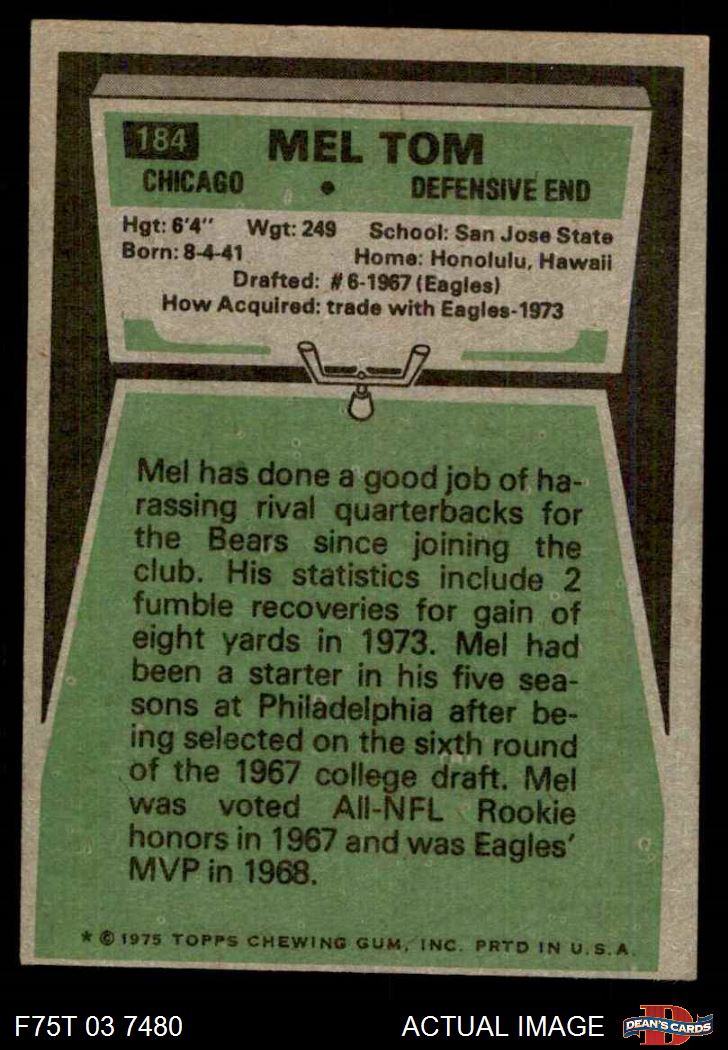 184 MEL TOM
CHICAGO • DEFENSIVE END
Hgt: 6'4" Wgt: 249 School: San Jose State
Born: 8-4-41 Home: Honolulu, Hawaii
Drafted: #6-1967 (Eagles)
How Acquired: trade with Eagles-1973
Mel has done a good job of ha-
rassing rival quarterbacks for
the Bears since joining the
club. His statistics include 2
fumble recoveries for gain of
eight yards in 1973. Mel had
been a starter in his five sea-
sons at Philadelphia after be-
ing selected on the sixth round
of the 1967 college draft. Mel
was voted All-NFL Rookie
honors in 1967 and was Eagles'
MVP in 1968.
* © 1975 TOPPS CHEWING GUM, INC. PRTD IN U.S.A.
F75T 03 7480 ACTUAL IMAGE D DEAN'S CARDS